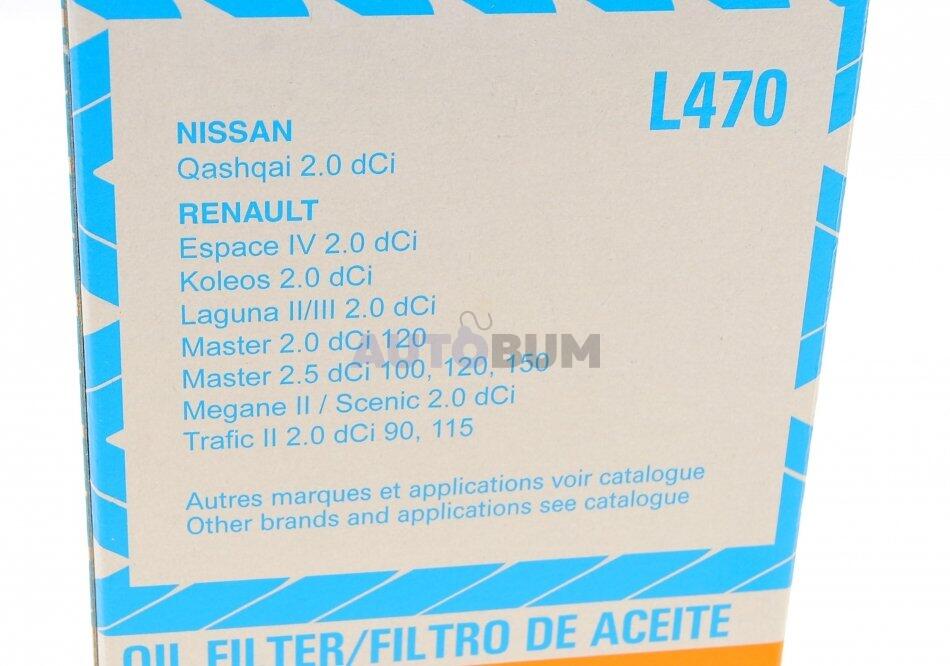 L470
NISSAN
Qashqai 2.0 dCi
RENAULT
Espace IV 2.0 dCi
Koleos 2.0 dCi
Laguna II/III 2.0 dCi
Master 2.0 dCi 120
AUTOBUM
Master 2.5 dCi 100, 120, 150
Megane II / Scenic 2.0 dCi
Trafic II 2.0 dCi 90, 115
Autres marques et applications voir catalogue
Other brands and applications see catalogue
OIL FILTER/FILTRO DE ACEITE